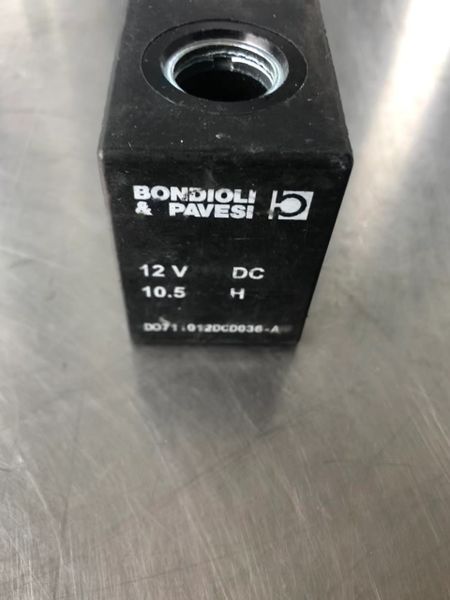 BONDIOLI
& PAVESI
12 V DC
10.5 H